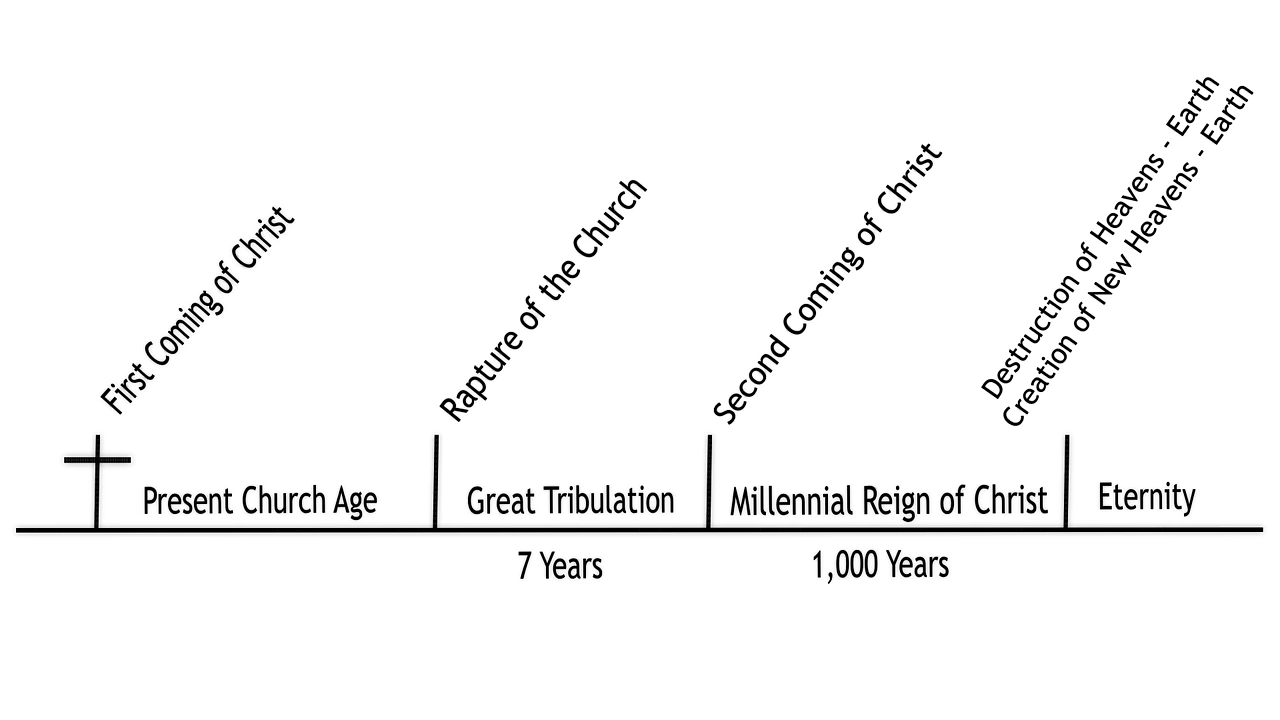 First Coming of Christ
Rapture of the Church
Second Coming of Christ
Destruction of Heavens - Earth
Creation of New Heavens - Earth
Present Church Age
Great Tribulation
Millennial Reign of Christ
Eternity
7 Years
1,000 Years